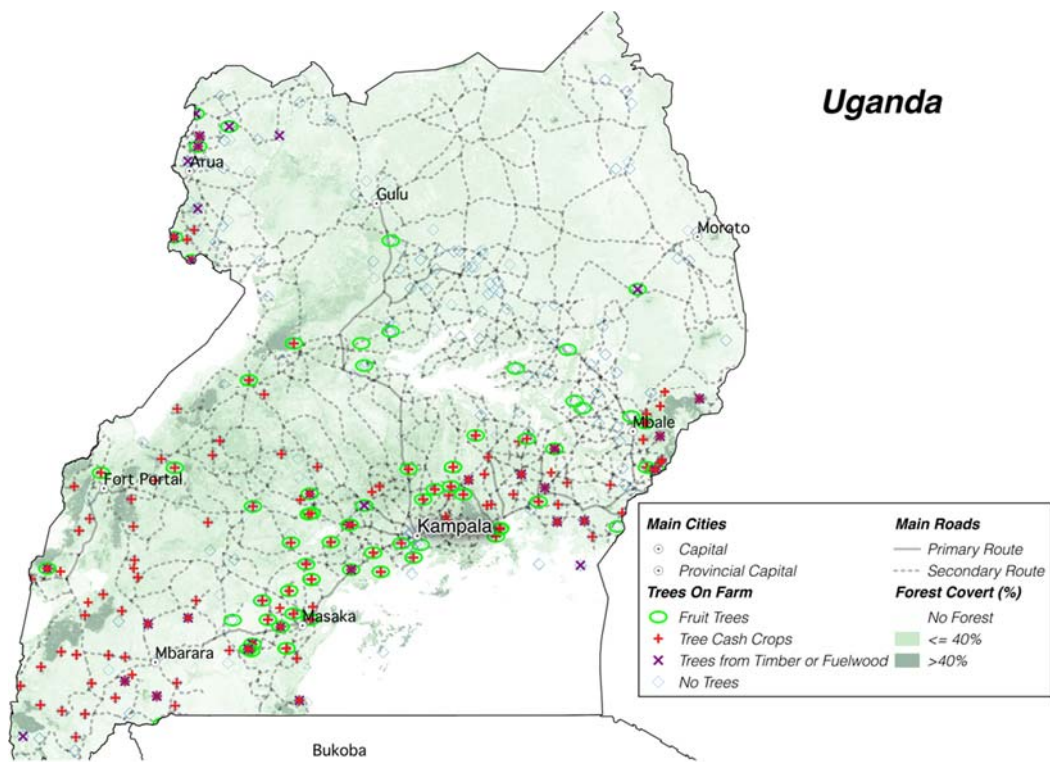 Uganda
Arua
Gulu
Moroto
Mbale
Fort Portal
Kampala
Masaka
Mbarara
Bukoba
Main Cities
Capital
Provincial Capital
Trees On Farm
Fruit Trees
Tree Cash Crops
Trees from Timber or Fuelwood
No Trees
Main Roads
Primary Route
Secondary Route
Forest Covert (%)
No Forest
<= 40%
>40%